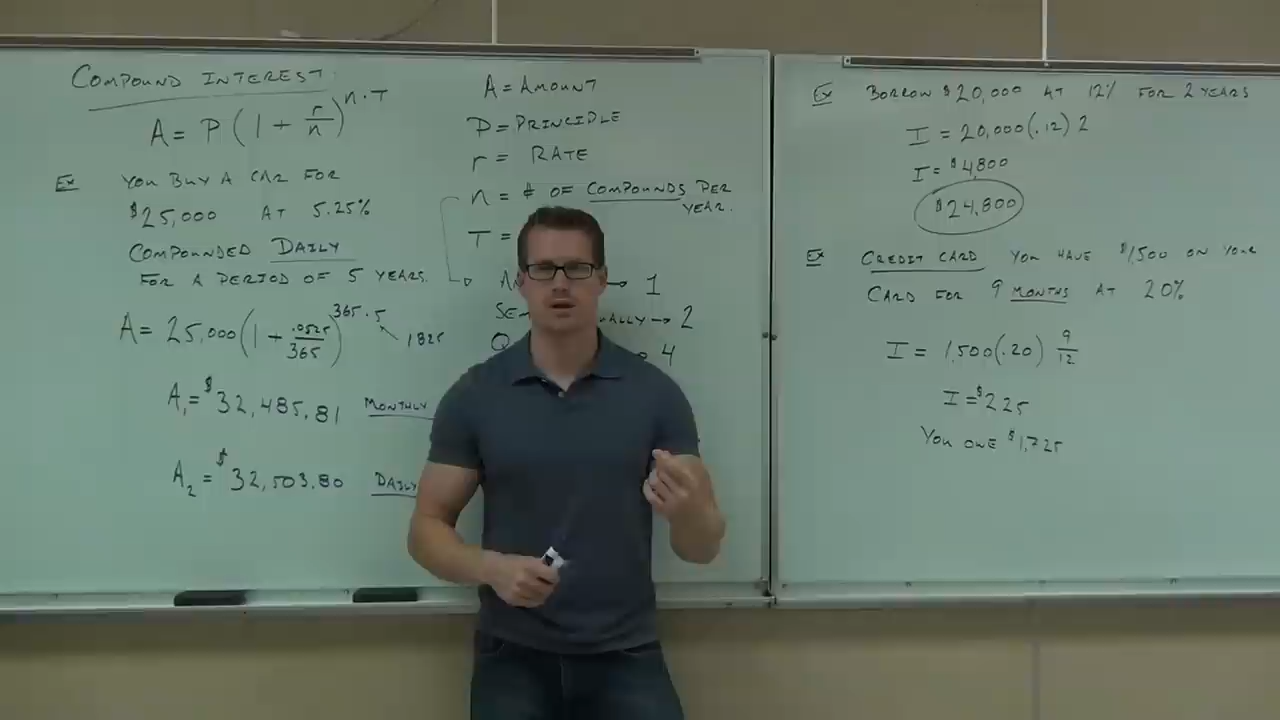 COMPOUND INTEREST
A = P (1 + r/n)^n·T
Ex YOU BUY A CAR FOR
$25,000 AT 5.25%
COMPOUNDED DAILY
FOR A PERIOD OF 5 YEARS.
A = 25,000(1 + .0525/365)^365·5
1825
A₁ = $32,485.81 MONTHLY
A₂ = $32,503.80 DAILY
A = AMOUNT
P = PRINCIPLE
r = RATE
n = # OF COMPOUNDS PER
YEAR.
T =
→ 1
ALLY → 2
4
Ex BORROW $20,000 AT 12% FOR 2 YEARS
I = 20,000(.12) 2
I = $4,800
$24,800
Ex CREDIT CARD YOU HAVE $1,500 ON YOUR
CARD FOR 9 MONTHS AT 20%
I = 1,500(.20) 9/12
I = $225
YOU OWE $1,725